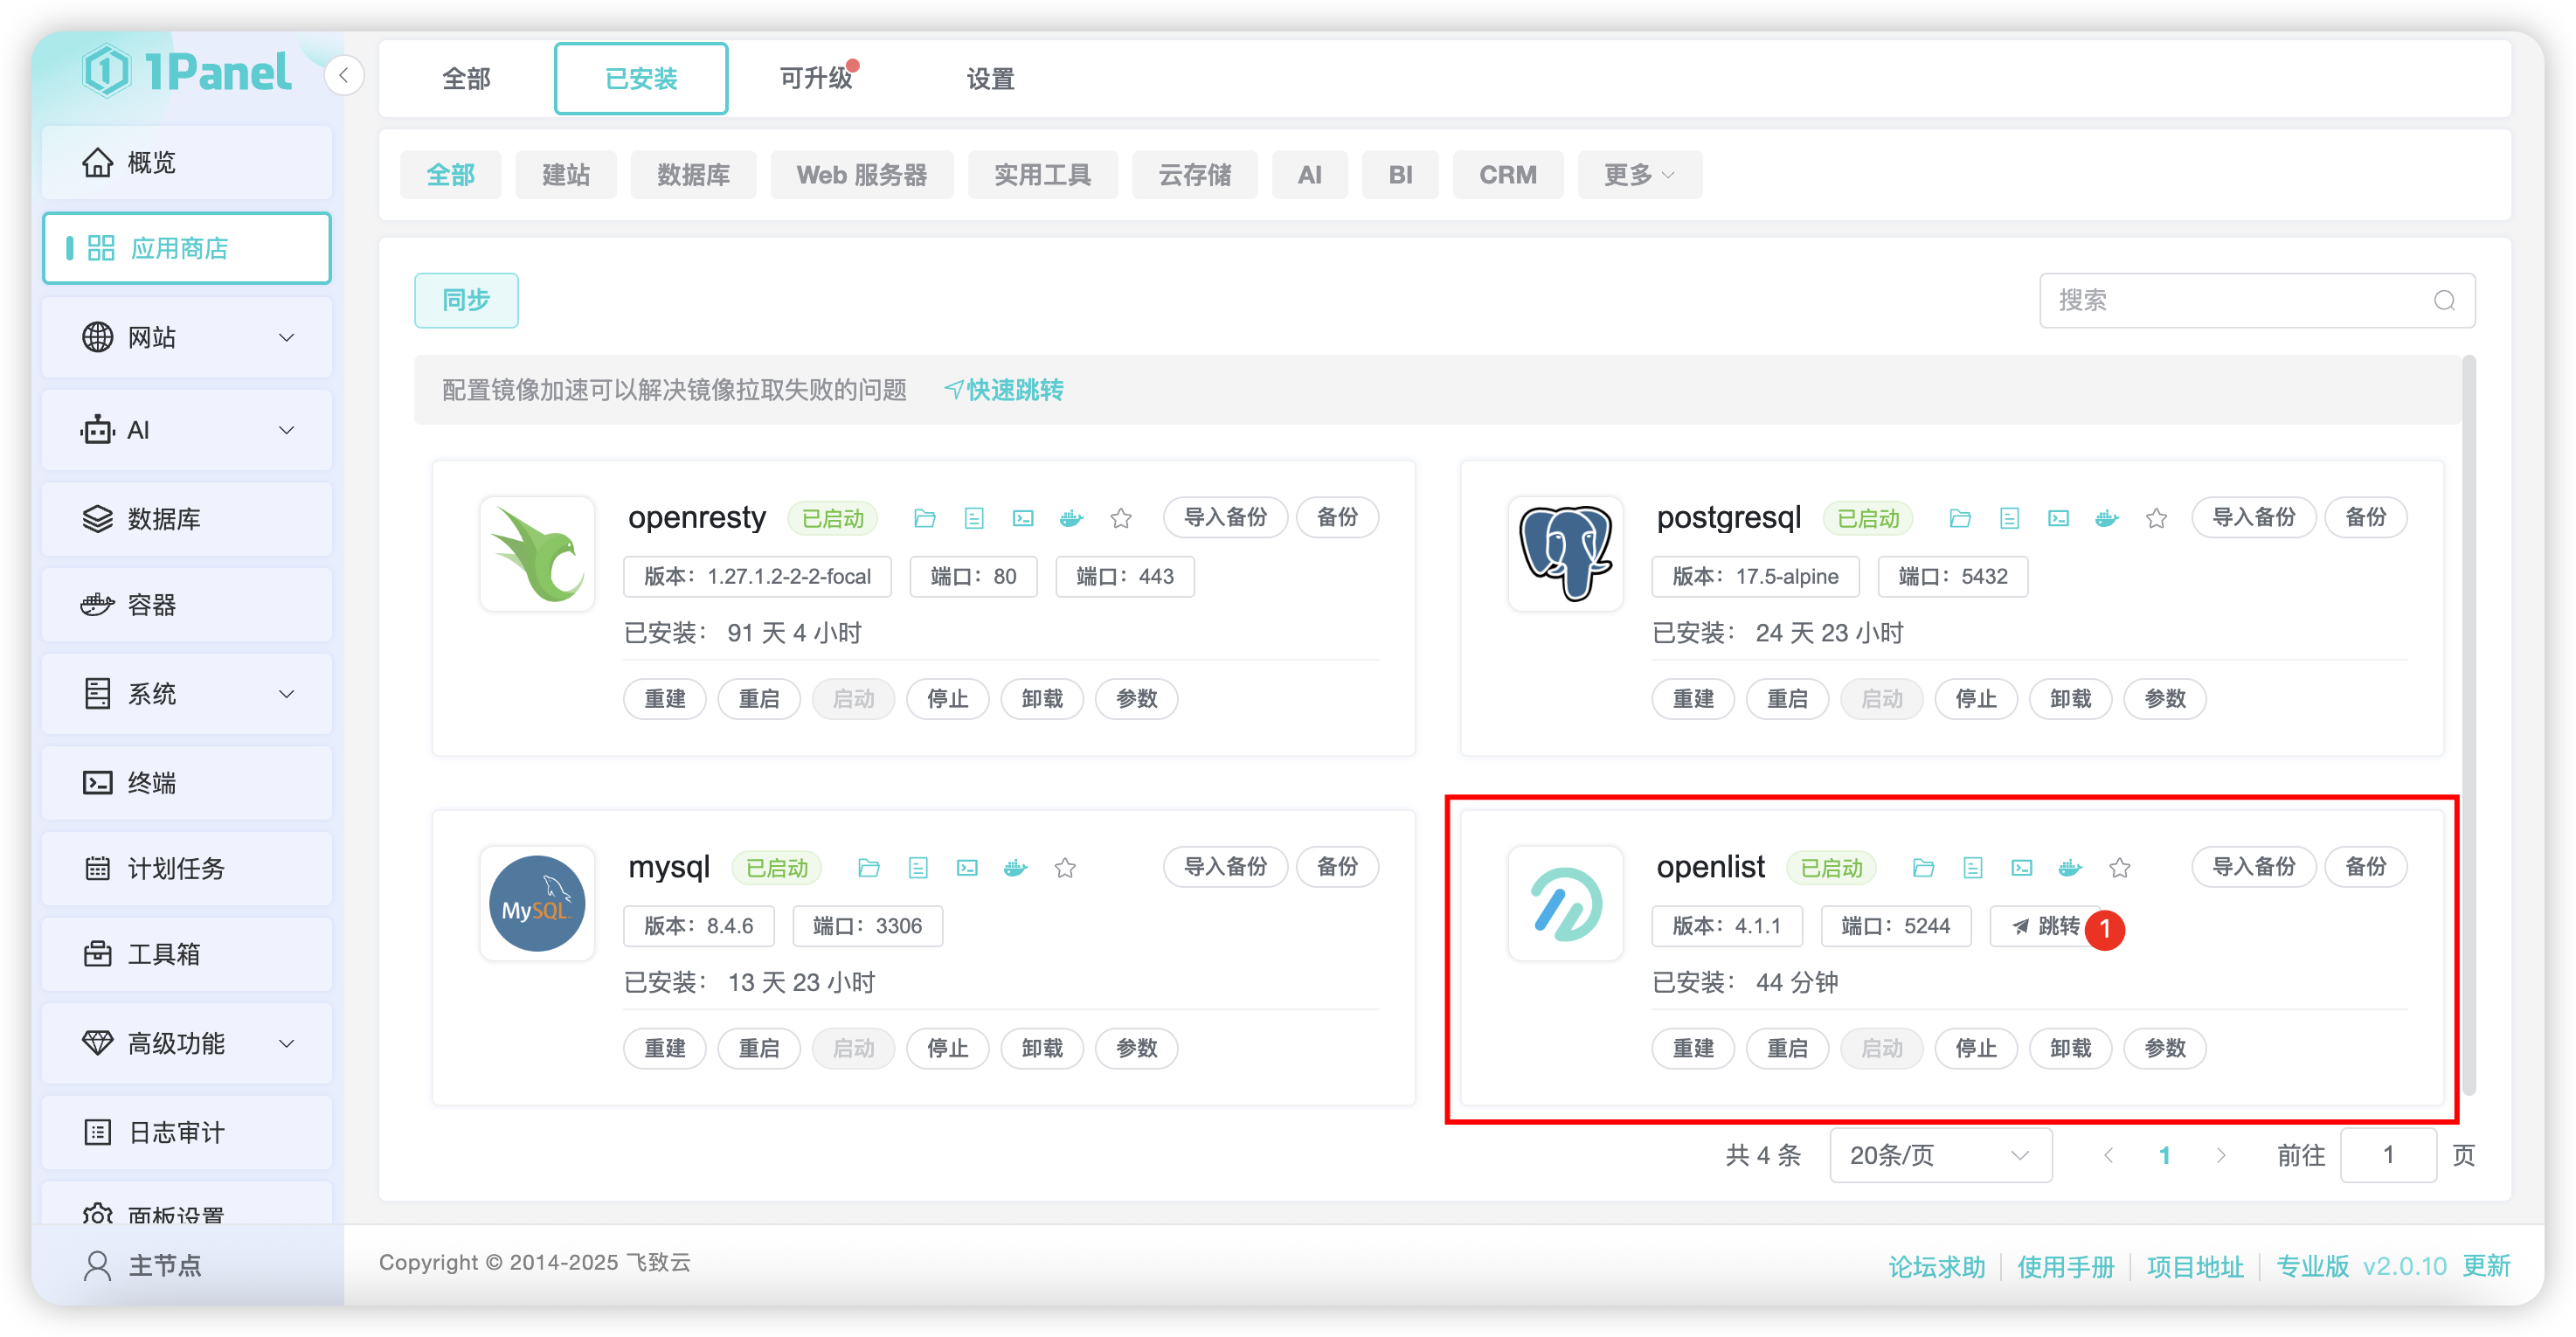 1Panel
概览
应用商店
网站
AI
数据库
容器
系统
终端
计划任务
工具箱
高级功能
日志审计
面板设置
主节点
全部 已安装 可升级 设置
全部 建站 数据库 Web 服务器 实用工具 云存储 AI BI CRM 更多
同步 搜索
配置镜像加速可以解决镜像拉取失败的问题 快速跳转
openresty 已启动 导入备份 备份
版本：1.27.1.2-2-2-focal 端口：80 端口：443
已安装： 91 天 4 小时
重建 重启 启动 停止 卸载 参数
postgresql 已启动 导入备份 备份
版本：17.5-alpine 端口：5432
已安装： 24 天 23 小时
重建 重启 启动 停止 卸载 参数
MySQL
mysql 已启动 导入备份 备份
版本：8.4.6 端口：3306
已安装： 13 天 23 小时
重建 重启 启动 停止 卸载 参数
openlist 已启动 导入备份 备份
版本：4.1.1 端口：5244 跳转 1
已安装： 44 分钟
重建 重启 启动 停止 卸载 参数
共 4 条 20条/页 1 前往 1 页
Copyright © 2014-2025 飞致云
论坛求助 使用手册 项目地址 专业版 v2.0.10 更新